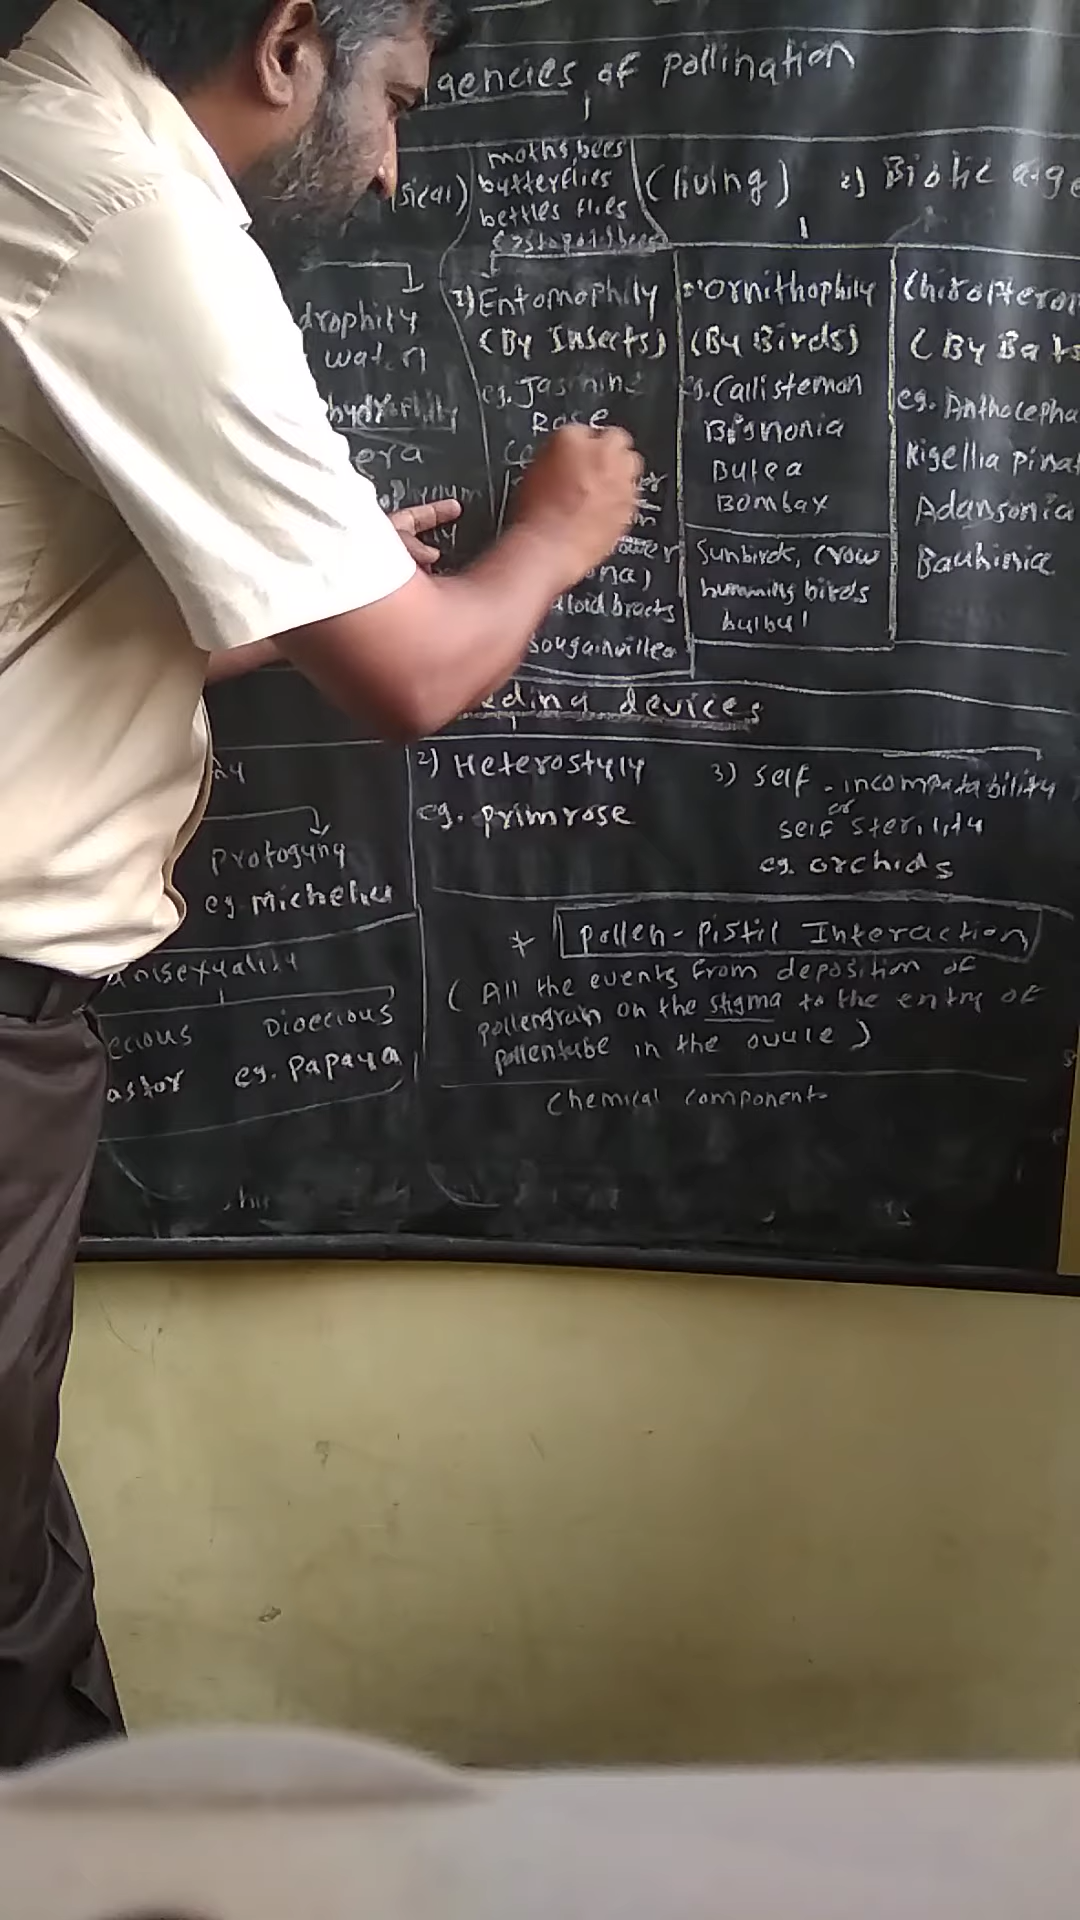 gencies of pollination
sical) (living) 2) Biotic age
moths, bees
butterflies
bettles flies
drophity
water)
hydrophily
era
1) Entomophily
(By Insects)
eg. Jasmine
Rose
ona)
aloid bracts
Bougainvillea
Ornithophily
(By Birds)
eg. Callistemon
Bignonia
Butea
Bombax
Sunbirds, crow
humming birds
bulbul
Chiropteroph
(By Bats
eg. Anthocepha
Kigellia pinat
Adansonia
Bauhinia
eding devices
2) Heterostyly
eg. primrose
3) Self - incompatability
or
self sterility
eg. orchids
Protogyny
eg. Michelia
unisexuality
ecious Dioecious
astor eg. Papaya
+ Pollen-Pistil Interaction
( All the events from deposition of
pollengrain on the stigma to the entry of
pollentube in the ovule )
chemical component